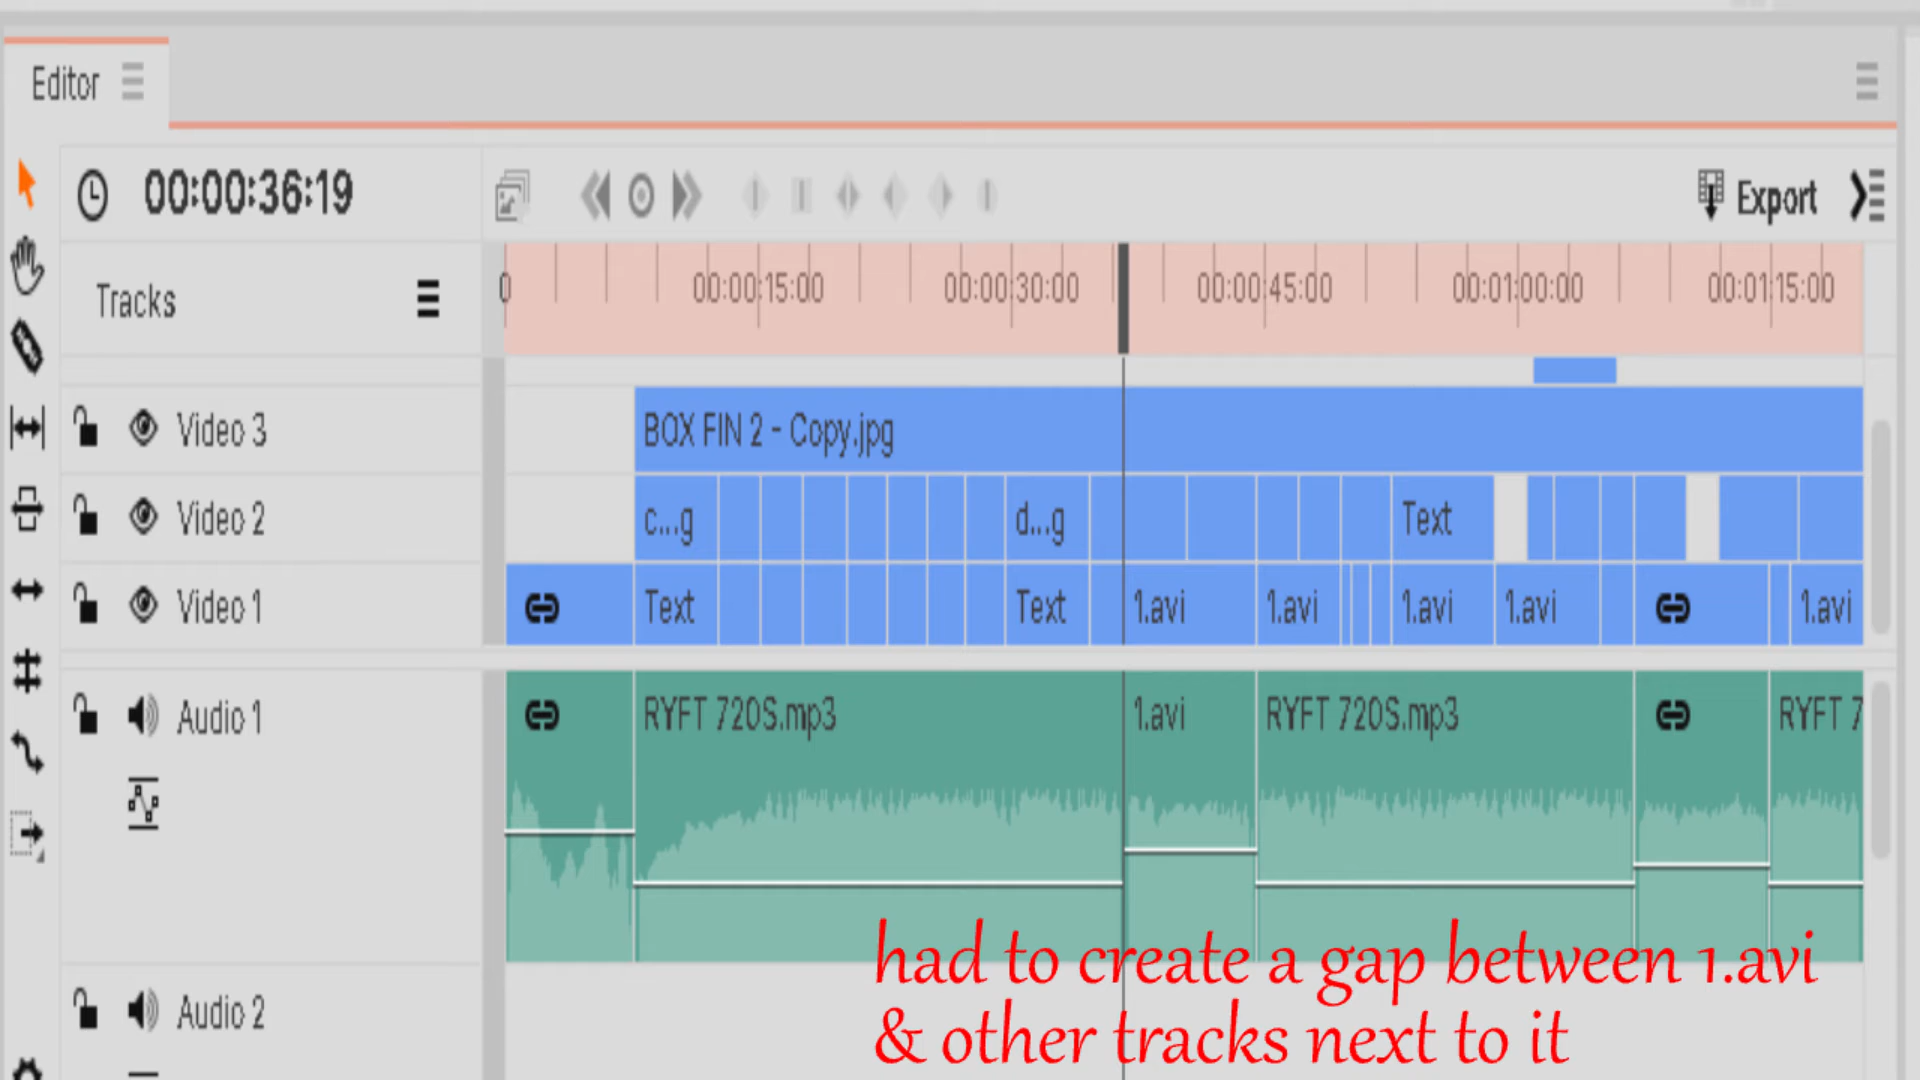 Editor
00:00:36:19
Export
Tracks
0 00:00:15:00 00:00:30:00 00:00:45:00 00:01:00:00 00:01:15:00
Video 3
BOX FIN 2 - Copy.jpg
Video 2
c...g d...g Text
Video 1
Text Text 1.avi 1.avi 1.avi 1.avi 1.avi
Audio 1
RYFT 720S.mp3 1.avi RYFT 720S.mp3 RYFT 7
had to create a gap between 1.avi
& other tracks next to it
Audio 2